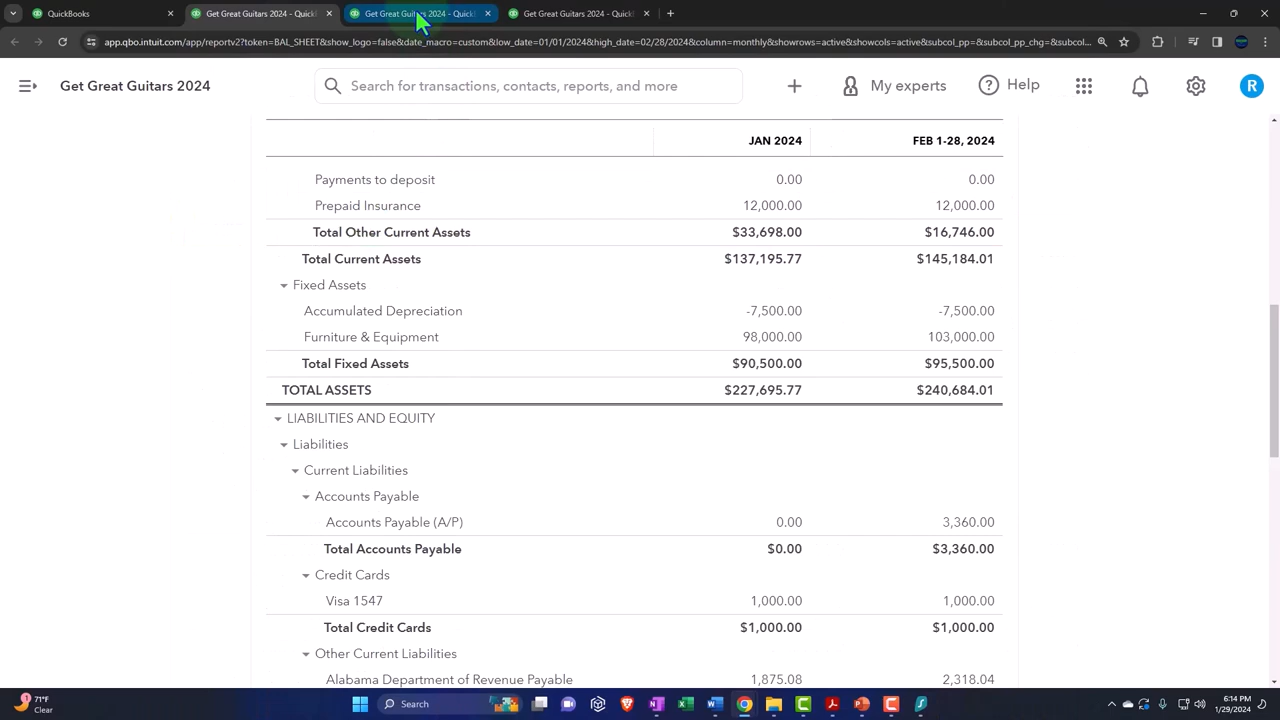 QuickBooks
Get Great Guitars 2024 - QuickB
Get Great Guitars 2024 - QuickB
Get Great Guitars 2024 - QuickB
app.qbo.intuit.com/app/reportv2?token=BAL_SHEET&show_logo=false&date_macro=custom&low_date=01/01/2024&high_date=02/28/2024&column=monthly&showrows=active&showcols=active&subcol_pp_chg=&subcol...
Get Great Guitars 2024
Search for transactions, contacts, reports, and more
My experts
Help
R
JAN 2024 FEB 1-28, 2024
Payments to deposit 0.00 0.00
Prepaid Insurance 12,000.00 12,000.00
Total Other Current Assets $33,698.00 $16,746.00
Total Current Assets $137,195.77 $145,184.01
Fixed Assets
Accumulated Depreciation -7,500.00 -7,500.00
Furniture & Equipment 98,000.00 103,000.00
Total Fixed Assets $90,500.00 $95,500.00
TOTAL ASSETS $227,695.77 $240,684.01
LIABILITIES AND EQUITY
Liabilities
Current Liabilities
Accounts Payable
Accounts Payable (A/P) 0.00 3,360.00
Total Accounts Payable $0.00 $3,360.00
Credit Cards
Visa 1547 1,000.00 1,000.00
Total Credit Cards $1,000.00 $1,000.00
Other Current Liabilities
Alabama Department of Revenue Payable 1,875.08 2,318.04
71°F
Clear
Search
6:14 PM
1/29/2024